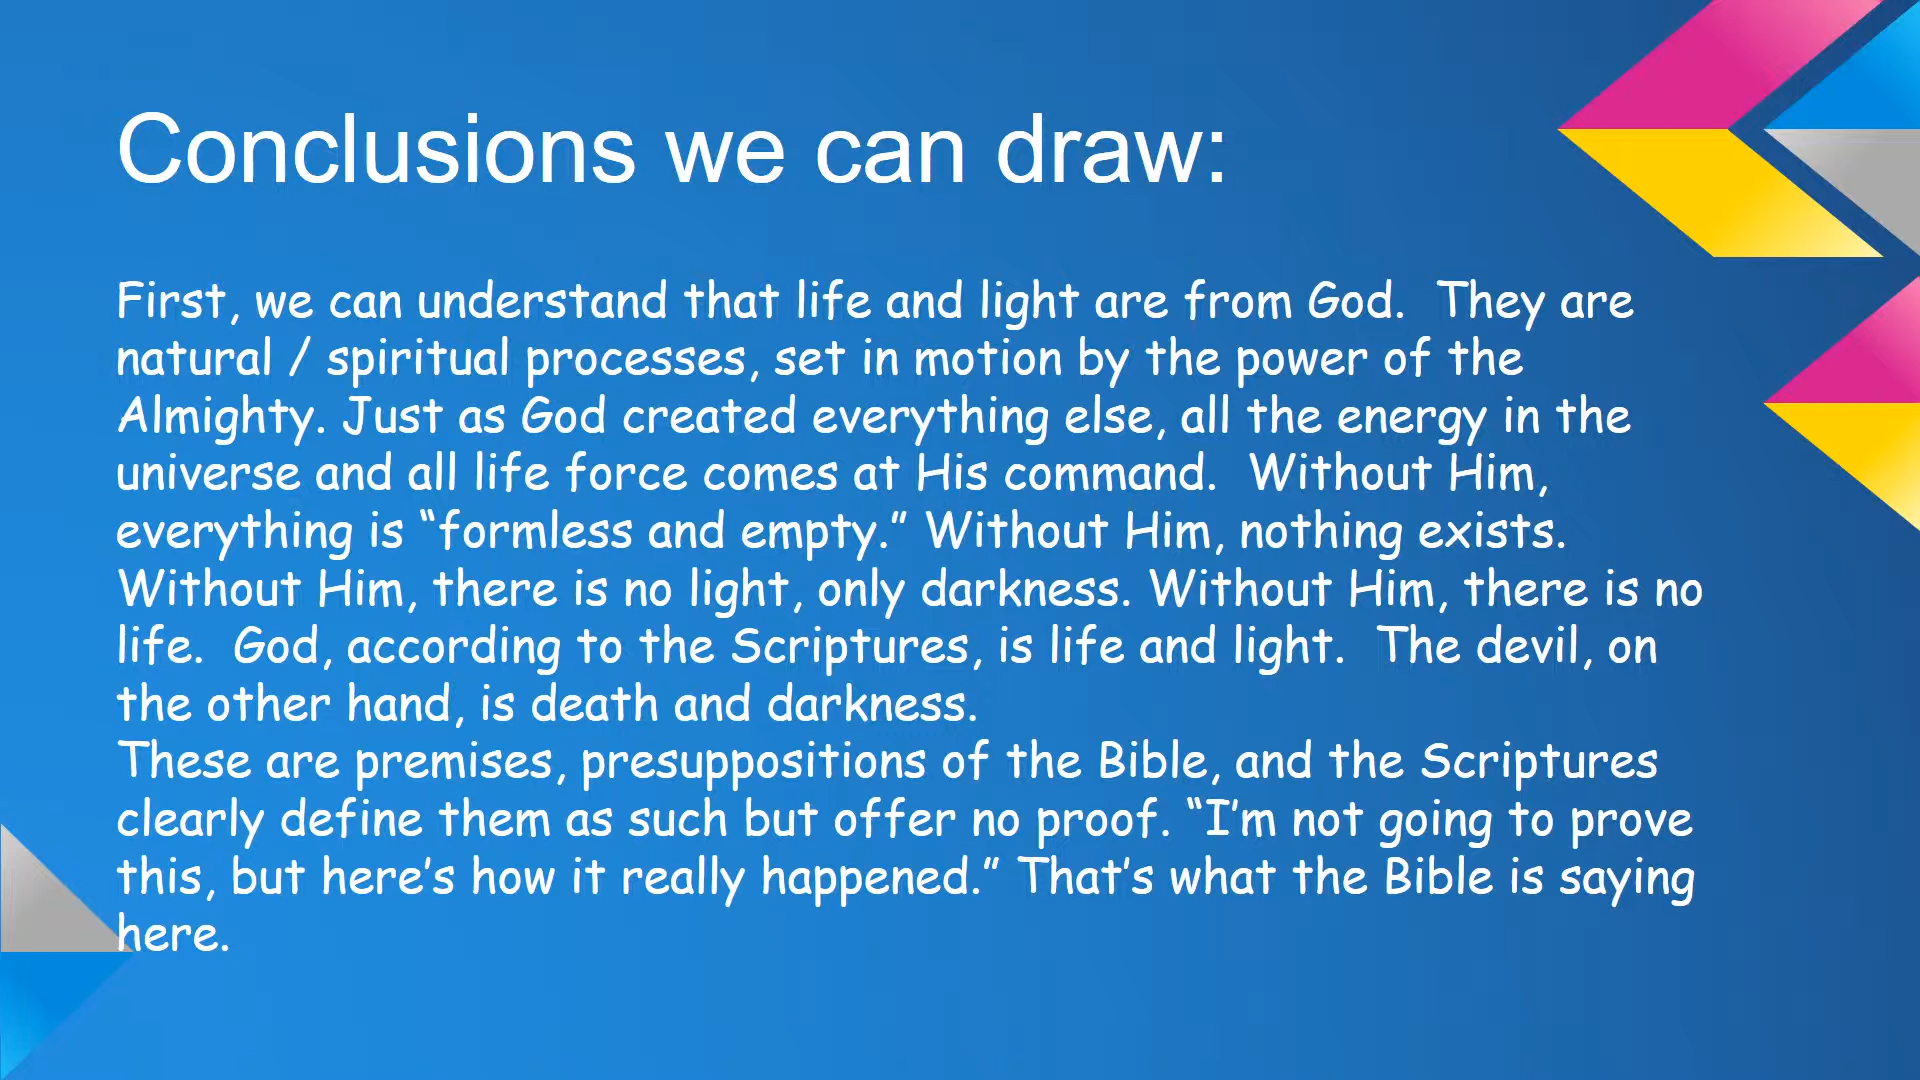 Conclusions we can draw:
First, we can understand that life and light are from God.  They are
natural / spiritual processes, set in motion by the power of the
Almighty. Just as God created everything else, all the energy in the
universe and all life force comes at His command.  Without Him,
everything is “formless and empty.” Without Him, nothing exists.
Without Him, there is no light, only darkness. Without Him, there is no
life.  God, according to the Scriptures, is life and light.  The devil, on
the other hand, is death and darkness.
These are premises, presuppositions of the Bible, and the Scriptures
clearly define them as such but offer no proof. “I’m not going to prove
this, but here’s how it really happened.” That’s what the Bible is saying
here.